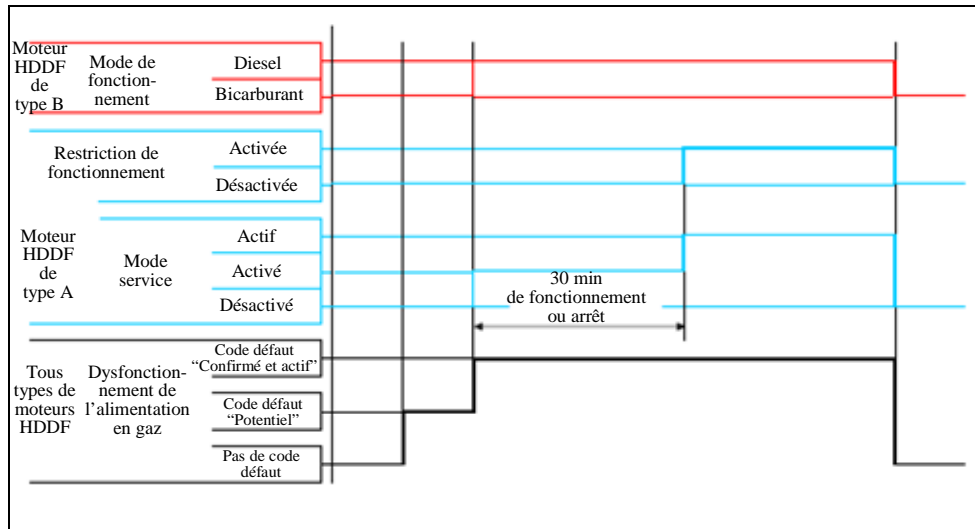 Moteur
HDDF
de
type B
Mode de
fonction-
nement
Diesel
Bicarburant
Restriction de
fonctionnement
Activée
Désactivée
Moteur
HDDF
de
type A
Mode
service
Actif
Activé
Désactivé
30 min
de fonctionnement
ou arrêt
Tous
types de
moteurs
HDDF
Dysfonction-
nement de
l’alimentation
en gaz
Code défaut
“Confirmé et actif”
Code défaut
“Potentiel”
Pas de code
défaut